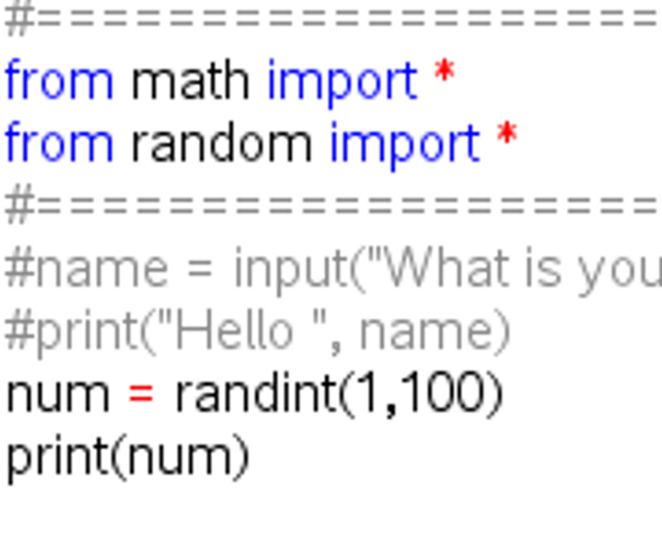 #===================
from math import *
from random import *
#===================
#name = input("What is you
#print("Hello ", name)
num = randint(1,100)
print(num)